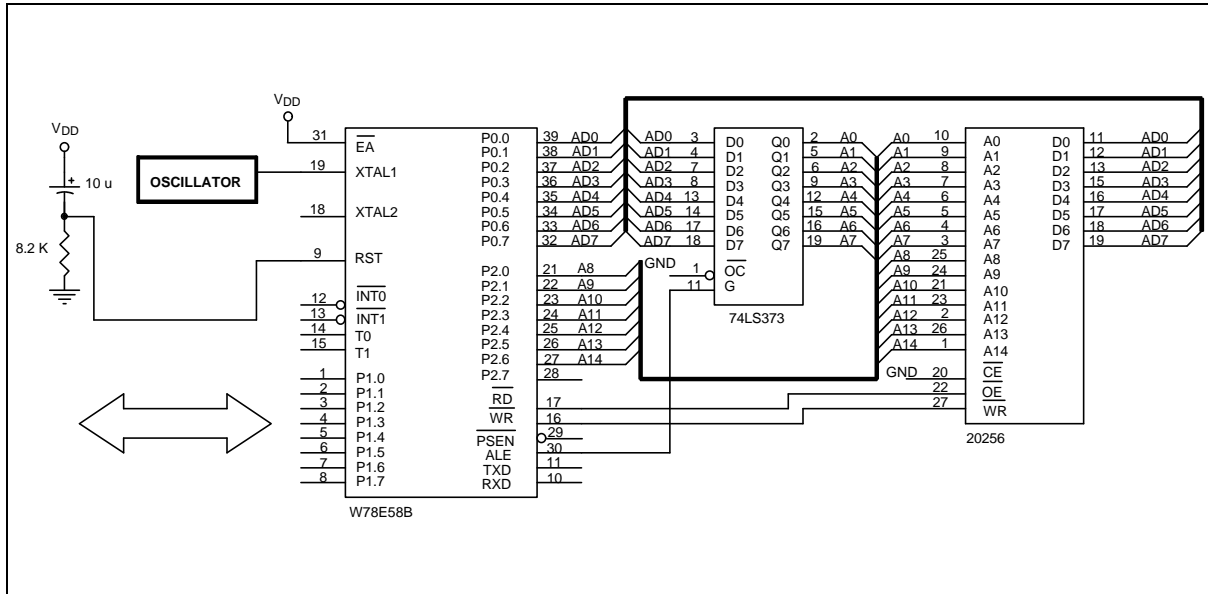 VDD
10 u
8.2 K
OSCILLATOR
VDD
31 EA
19 XTAL1
18 XTAL2
9 RST
12 INT0
13 INT1
14 T0
15 T1
1 P1.0
2 P1.1
3 P1.2
4 P1.3
5 P1.4
6 P1.5
7 P1.6
8 P1.7
P0.0 39 AD0
P0.1 38 AD1
P0.2 37 AD2
P0.3 36 AD3
P0.4 35 AD4
P0.5 34 AD5
P0.6 33 AD6
P0.7 32 AD7
P2.0 21 A8
P2.1 22 A9
P2.2 23 A10
P2.3 24 A11
P2.4 25 A12
P2.5 26 A13
P2.6 27 A14
P2.7 28
RD 17
WR 16
PSEN 29
ALE 30
TXD 11
RXD 10
W78E58B
AD0 3 D0 Q0 2 A0
AD1 4 D1 Q1 5 A1
AD2 7 D2 Q2 6 A2
AD3 8 D3 Q3 9 A3
AD4 13 D4 Q4 12 A4
AD5 14 D5 Q5 15 A5
AD6 17 D6 Q6 16 A6
AD7 18 D7 Q7 19 A7
GND 1 OC
11 G
74LS373
A0 10 A0 D0 11 AD0
A1 9 A1 D1 12 AD1
A2 8 A2 D2 13 AD2
A3 7 A3 D3 15 AD3
A4 6 A4 D4 16 AD4
A5 5 A5 D5 17 AD5
A6 4 A6 D6 18 AD6
A7 3 A7 D7 19 AD7
A8 25 A8
A9 24 A9
A10 21 A10
A11 23 A11
A12 2 A12
A13 26 A13
A14 1 A14
GND 20 CE
22 OE
27 WR
20256